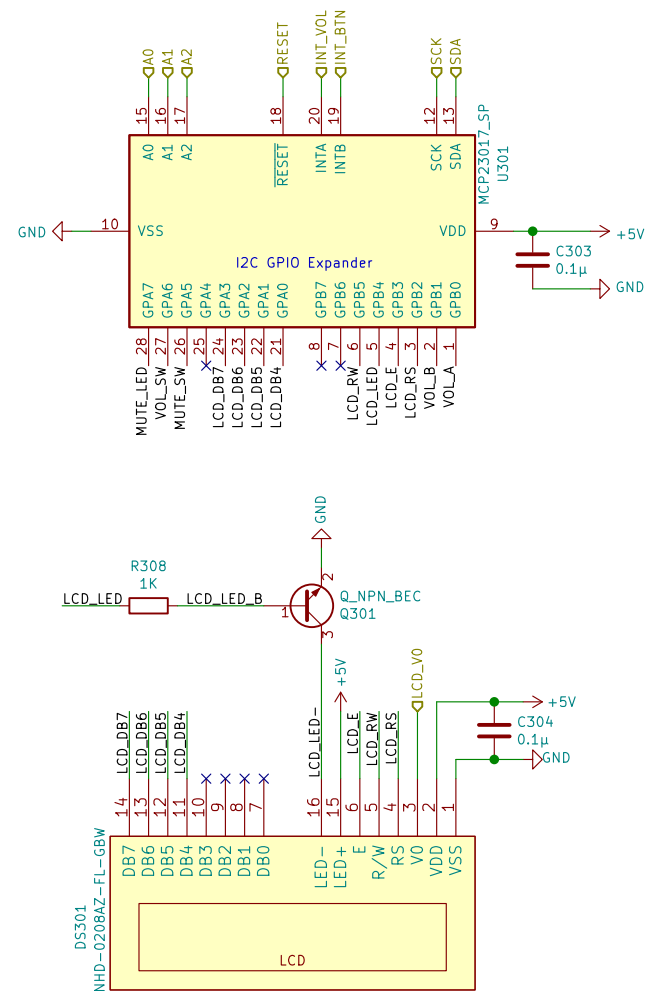 A0
A1
A2
RESET
INT_VOL
INT_BTN
SCK
SDA
15
16
17
18
20
19
12
13
A0
A1
A2
RESET
INTA
INTB
SCK
SDA
MCP23017_SP
U301
GND
10
VSS
VDD
9
+5V
C303
0.1µ
GND
I2C GPIO Expander
GPA7
GPA6
GPA5
GPA4
GPA3
GPA2
GPA1
GPA0
GPB7
GPB6
GPB5
GPB4
GPB3
GPB2
GPB1
GPB0
28
27
26
25
24
23
22
21
8
7
6
5
4
3
2
1
MUTE_LED
VOL_SW
MUTE_SW
LCD_DB7
LCD_DB6
LCD_DB5
LCD_DB4
LCD_RW
LCD_LED
LCD_E
LCD_RS
VOL_B
VOL_A
GND
R308
1K
LCD_LED
LCD_LED_B
1
2
3
Q_NPN_BEC
Q301
LCD_DB7
LCD_DB6
LCD_DB5
LCD_DB4
LCD_LED-
+5V
LCD_E
LCD_RW
LCD_RS
LCD_V0
+5V
C304
0.1µ
GND
14
13
12
11
10
9
8
7
16
15
6
5
4
3
2
1
DB7
DB6
DB5
DB4
DB3
DB2
DB1
DB0
LED-
LED+
E
R/W
RS
V0
VDD
VSS
DS301
NHD-0208AZ-FL-GBW
LCD